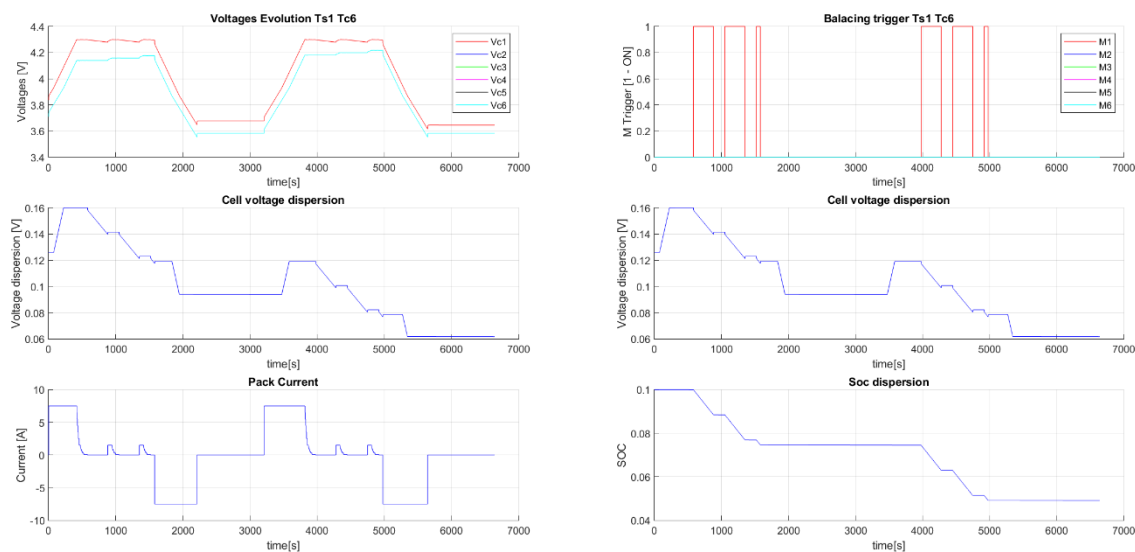 Voltages Evolution Ts1 Tc6
4.4
4.2
4
3.8
3.6
3.4
Voltages [V]
Vc1
Vc2
Vc3
Vc4
Vc5
Vc6
0 1000 2000 3000 4000 5000 6000 7000
time[s]
Balacing trigger Ts1 Tc6
1
0.8
0.6
0.4
0.2
0
M Trigger [1 - ON]
M1
M2
M3
M4
M5
M6
0 1000 2000 3000 4000 5000 6000 7000
time[s]
Cell voltage dispersion
0.16
0.14
0.12
0.1
0.08
0.06
Voltage dispersion [V]
0 1000 2000 3000 4000 5000 6000 7000
time[s]
Cell voltage dispersion
0.16
0.14
0.12
0.1
0.08
0.06
Voltage dispersion [V]
0 1000 2000 3000 4000 5000 6000 7000
time[s]
Pack Current
10
5
0
-5
-10
Current [A]
0 1000 2000 3000 4000 5000 6000 7000
time[s]
Soc dispersion
0.1
0.08
0.06
0.04
SOC
0 1000 2000 3000 4000 5000 6000 7000
time[s]